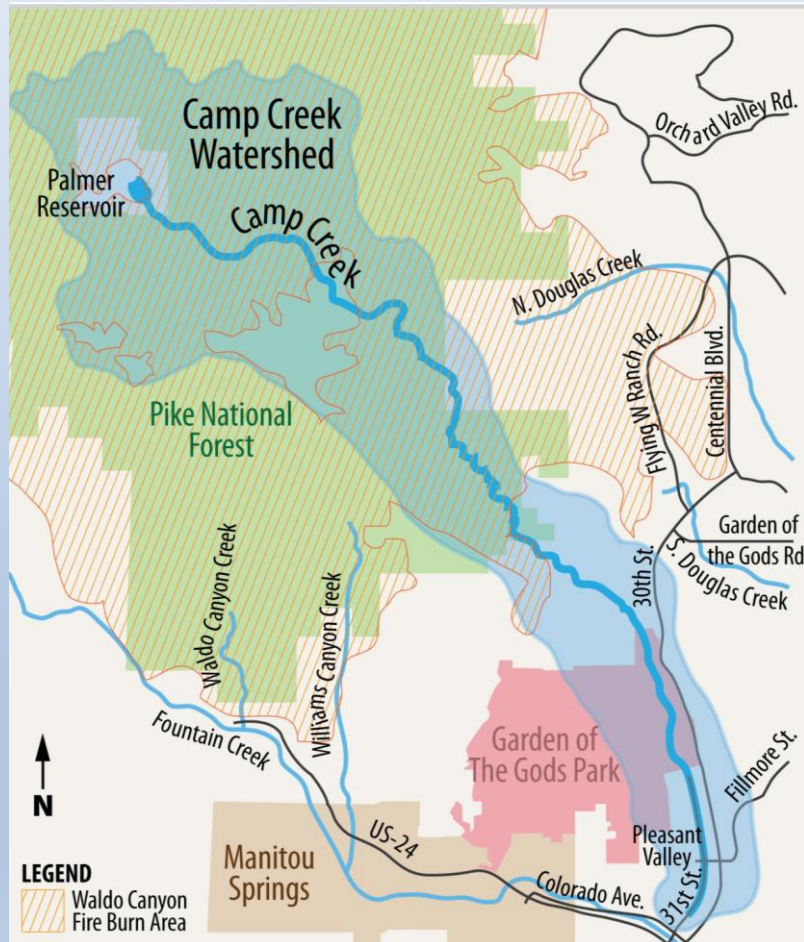 Camp Creek
Watershed
Palmer
Reservoir
Camp Creek
Orchard Valley Rd.
N. Douglas Creek
Flying W Ranch Rd.
Centennial Blvd.
Pike National
Forest
Garden of
the Gods Rd
S. Douglas Creek
30th St.
Waldo Canyon Creek
Williams Canyon Creek
Fountain Creek
Garden of
The Gods Park
Fillmore St.
Pleasant
Valley
N
US-24
Manitou
Springs
Colorado Ave.
31st St.
LEGEND
Waldo Canyon
Fire Burn Area